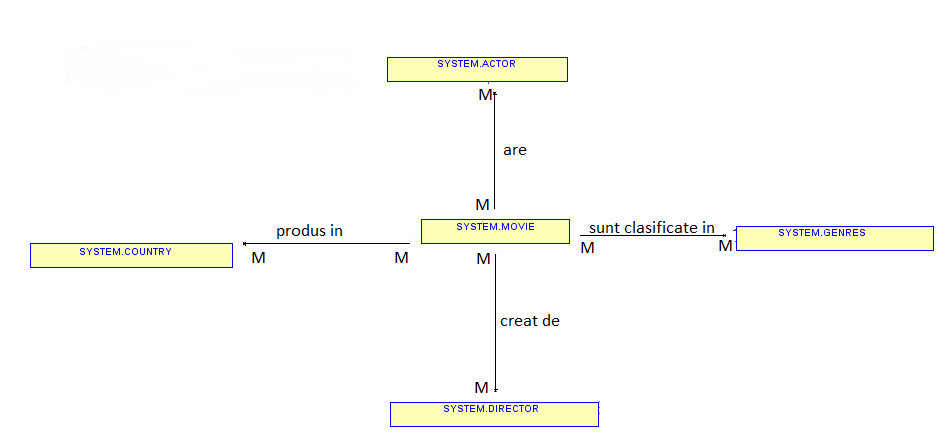 SYSTEM.ACTOR
M
are
M
SYSTEM.MOVIE
produs in
sunt clasificate in
SYSTEM.GENRES
SYSTEM.COUNTRY
M
M
M
M
M
creat de
M
SYSTEM.DIRECTOR